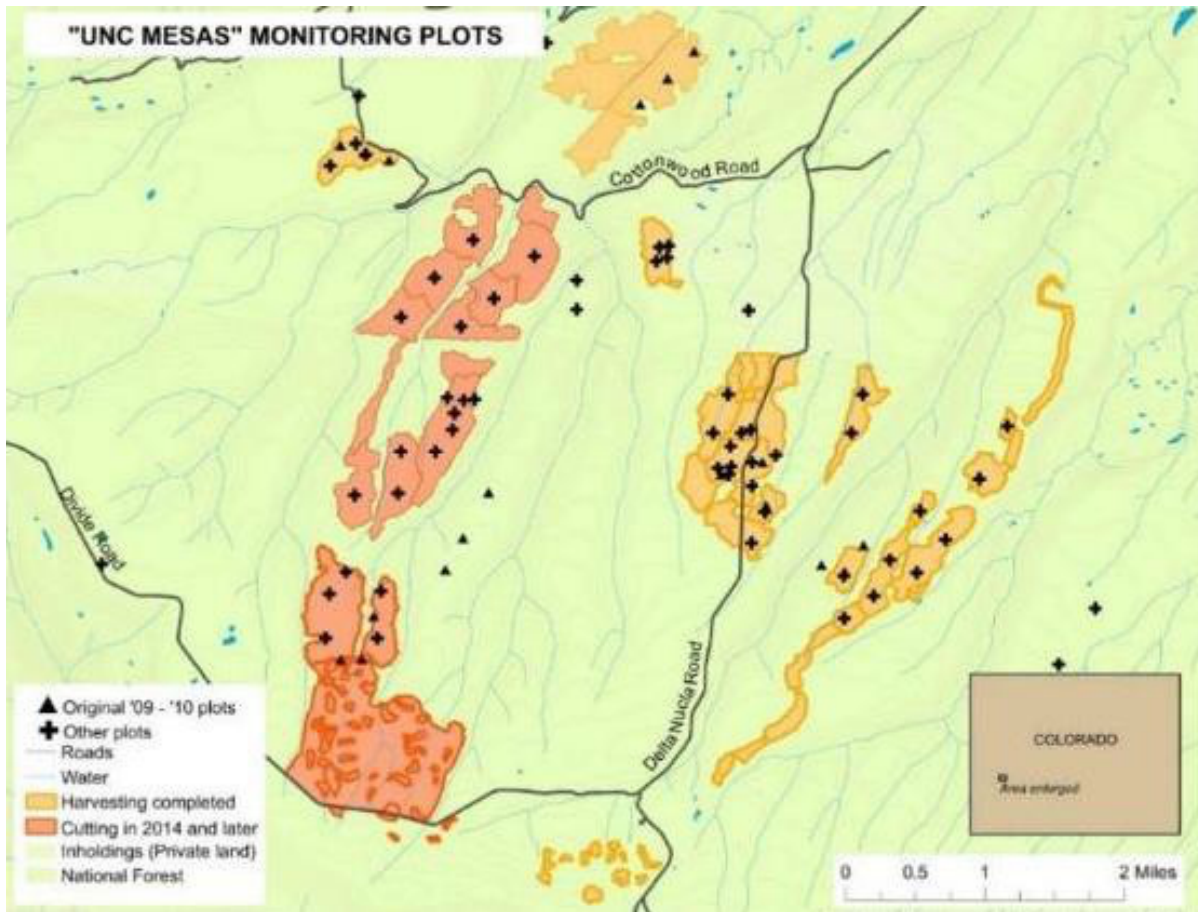 "UNC MESAS" MONITORING PLOTS
Cottonwood Road
Divide Road
Delta Nucla Road
Original '09 - '10 plots
Other plots
Roads
Water
Harvesting completed
Cutting in 2014 and later
Inholdings (Private land)
National Forest
COLORADO
Area enlarged
0 0.5 1 2 Miles